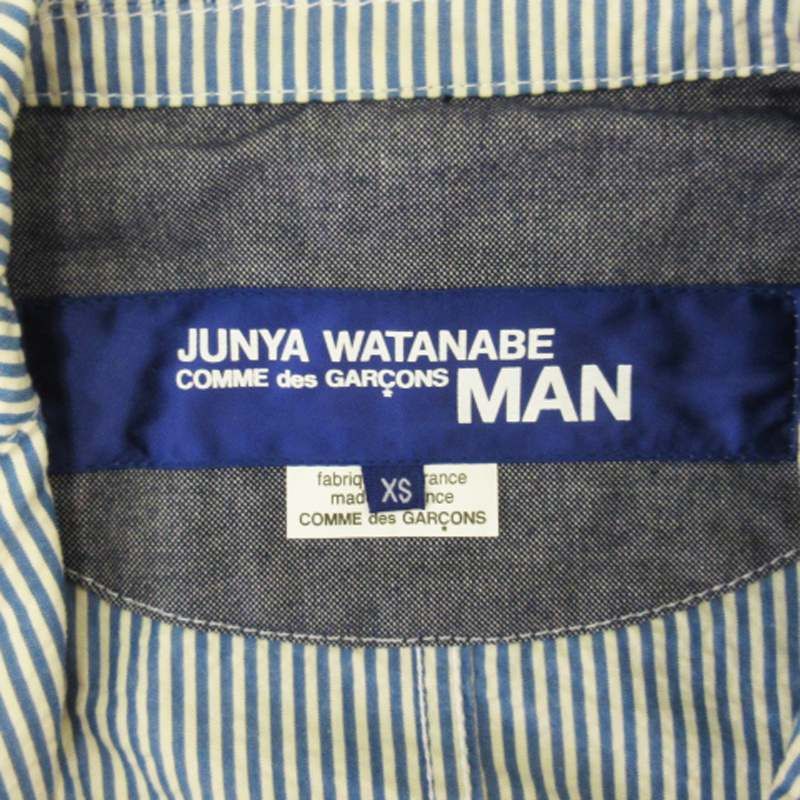 JUNYA WATANABE
COMME des GARÇONS MAN
XS
COMME des GARÇONS